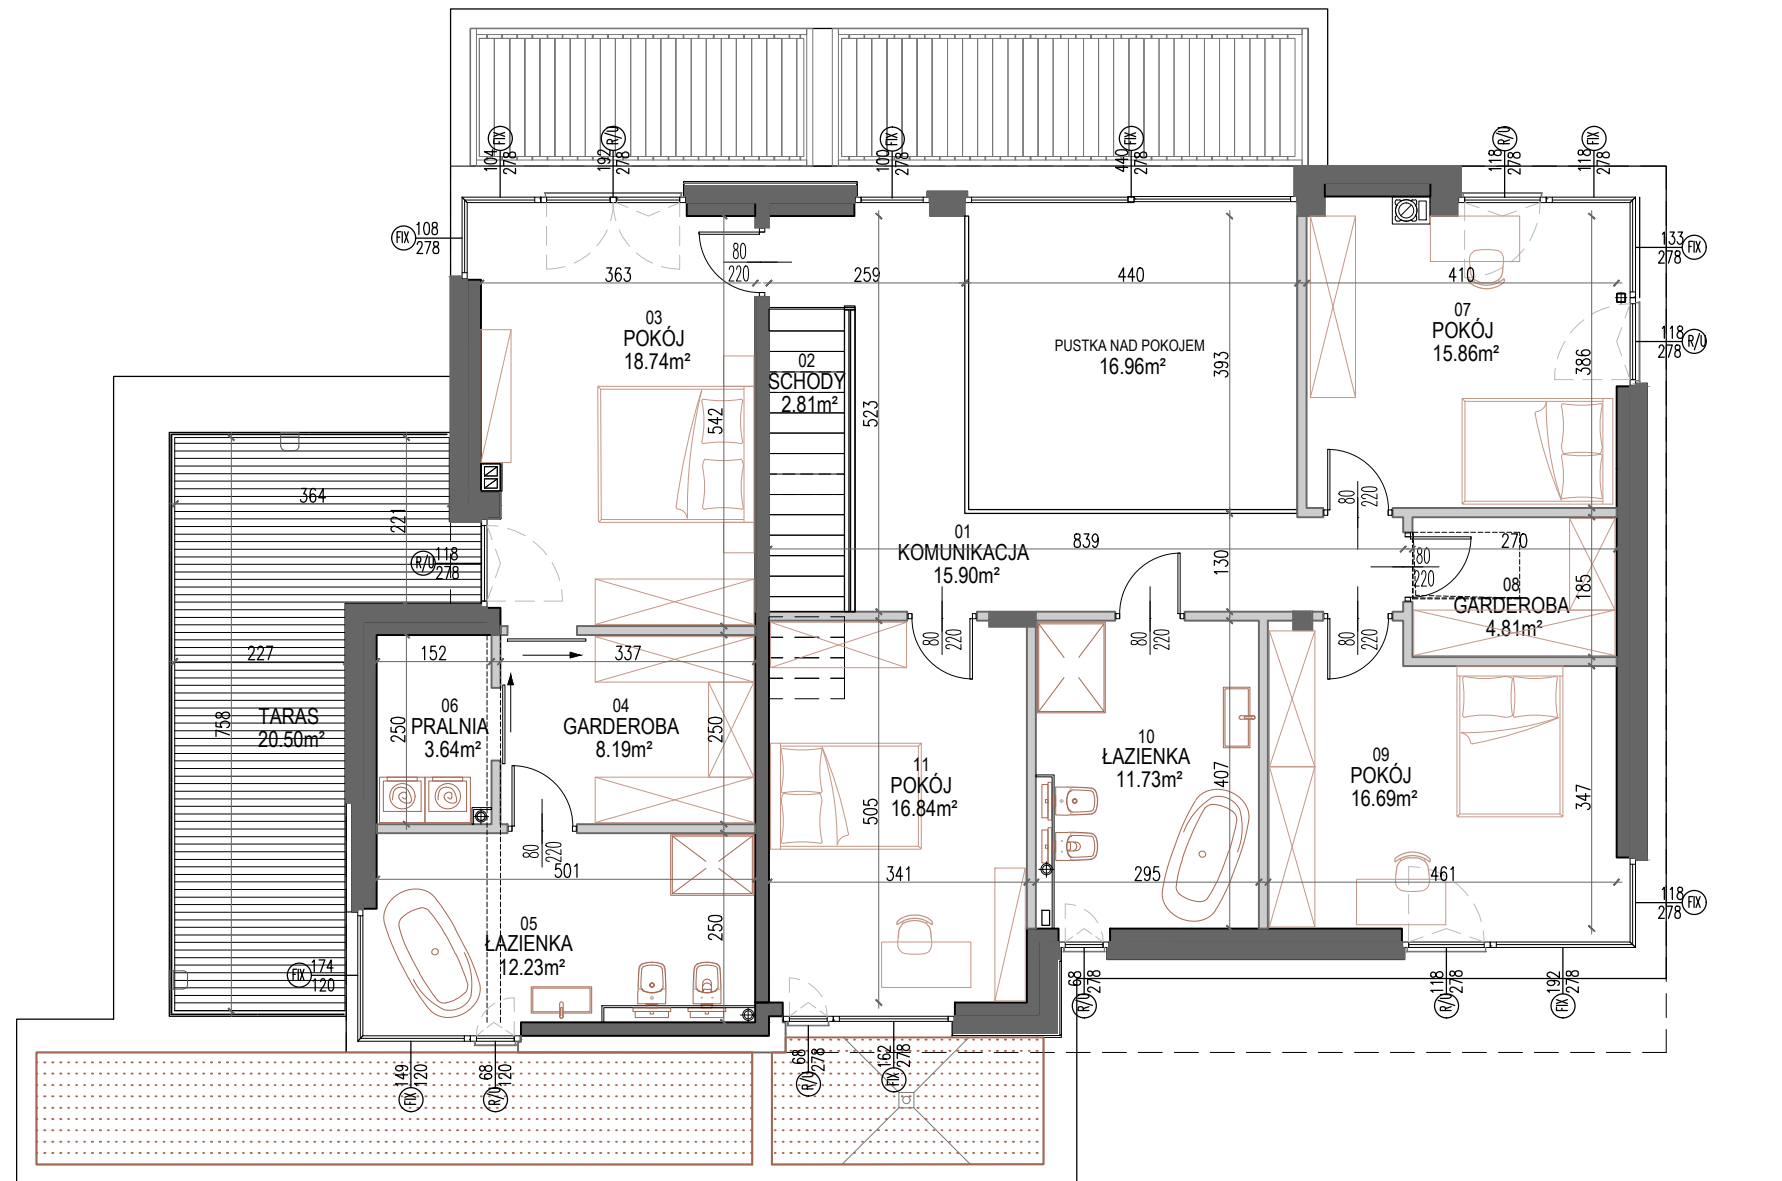 FIX 104 278
R/U 192 278
FIX 100 278
FIX 440 278
R/U 118 278
FIX 118 278
FIX 108 278
133 278 FIX
80 220
363
259
440
410
03
POKÓJ
18.74m²
02
SCHODY
2.81m²
PUSTKA NAD POKOJEM
16.96m²
07
POKÓJ
15.86m²
118 278 R/U
393
386
542
523
364
221
80 220
01
KOMUNIKACJA
15.90m²
839
130
270
80
220
185
08
GARDEROBA
4.81m²
R/U 118 278
80 220
80 220
80 220
227
152
337
TARAS
20.50m²
758
250
06
PRALNIA
3.64m²
04
GARDEROBA
8.19m²
250
11
POKÓJ
16.84m²
505
10
ŁAZIENKA
11.73m²
407
09
POKÓJ
16.69m²
347
80 220
501
341
295
461
118 278 FIX
05
ŁAZIENKA
12.23m²
250
FIX 174 120
68 278 R/U
118 278 R/U
192 278 FIX
149 120 FIX
68 120 R/U
68 278 R/U
162 278 FIX